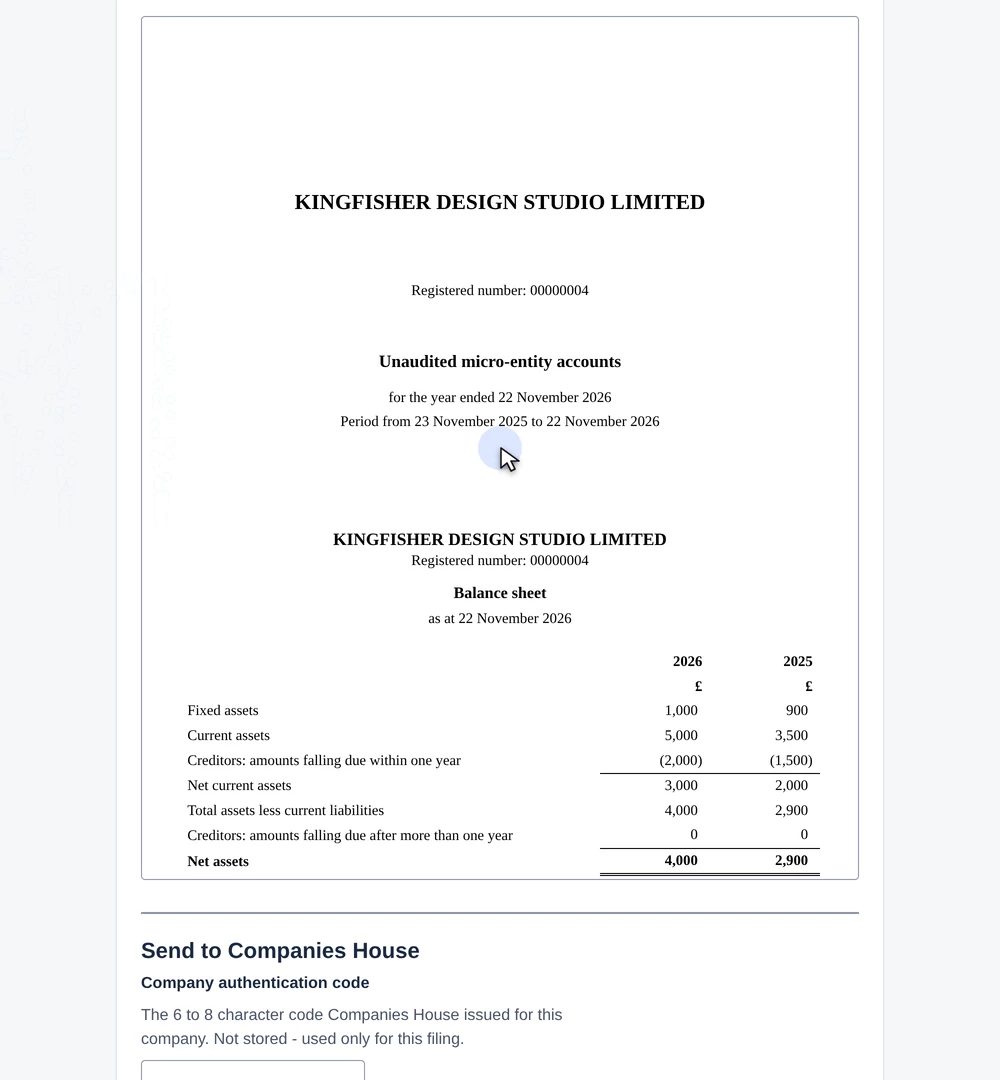 KINGFISHER DESIGN STUDIO LIMITED
Registered number: 00000004
Unaudited micro-entity accounts
for the year ended 22 November 2026
Period from 23 November 2025 to 22 November 2026
KINGFISHER DESIGN STUDIO LIMITED
Registered number: 00000004
Balance sheet
as at 22 November 2026
2026 2025
£ £
Fixed assets 1,000 900
Current assets 5,000 3,500
Creditors: amounts falling due within one year (2,000) (1,500)
Net current assets 3,000 2,000
Total assets less current liabilities 4,000 2,900
Creditors: amounts falling due after more than one year 0 0
Net assets 4,000 2,900
Send to Companies House
Company authentication code
The 6 to 8 character code Companies House issued for this
company. Not stored - used only for this filing.